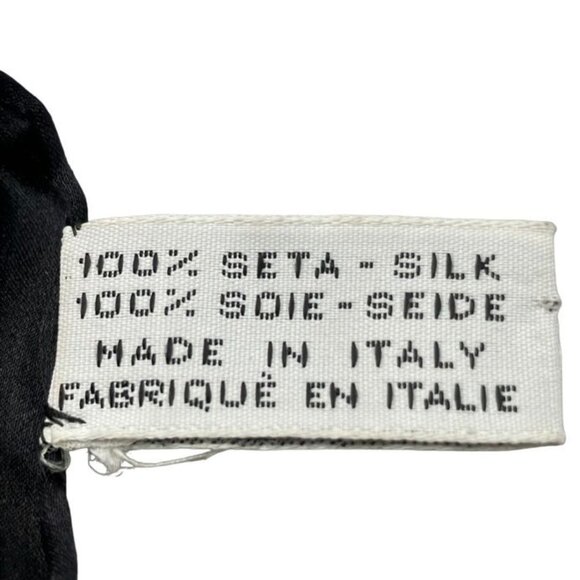 100% SETA - SILK
100% SOIE-SEIDE
MADE IN ITALY
FABRIQUÉ EN ITALIE